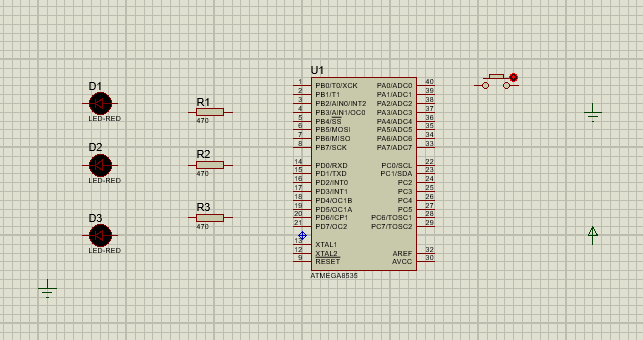 D1
LED-RED
D2
LED-RED
D3
LED-RED
R1
470
R2
470
R3
470
U1
1 PB0/T0/XCK PA0/ADC0 40
2 PB1/T1 PA1/ADC1 39
3 PB2/AIN0/INT2 PA2/ADC2 38
4 PB3/AIN1/OC0 PA3/ADC3 37
5 PB4/SS PA4/ADC4 36
6 PB5/MOSI PA5/ADC5 35
7 PB6/MISO PA6/ADC6 34
8 PB7/SCK PA7/ADC7 33
14 PD0/RXD PC0/SCL 22
15 PD1/TXD PC1/SDA 23
16 PD2/INT0 PC2 24
17 PD3/INT1 PC3 25
18 PD4/OC1B PC4 26
19 PD5/OC1A PC5 27
20 PD6/ICP1 PC6/TOSC1 28
21 PD7/OC2 PC7/TOSC2 29
13 XTAL1
12 XTAL2 AREF 32
9 RESET AVCC 30
ATMEGA8535